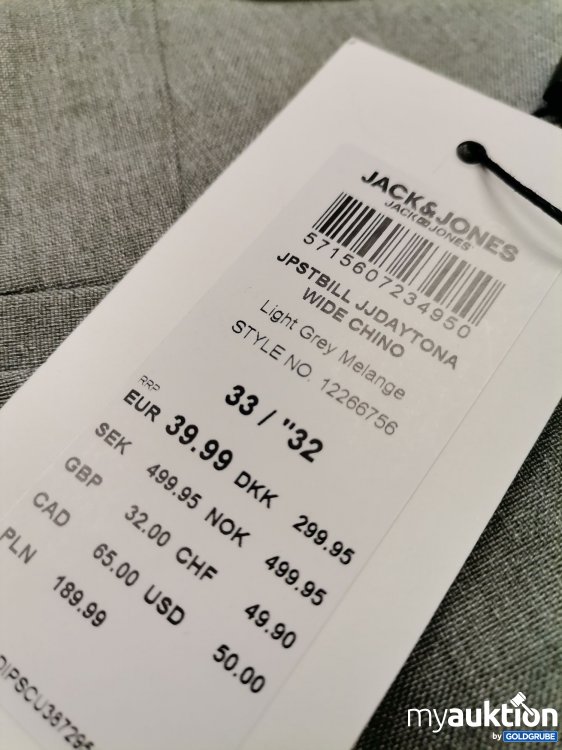 JACK&JONES
JACK&JONES
5715607234950
JPSTBILL JJDAYTONA
WIDE CHINO
Light Grey Melange
STYLE NO. 12266756
33 / "32
RRP
EUR 39.99 DKK 299.95
SEK 499.95 NOK 499.95
GBP 32.00 CHF 49.90
CAD 65.00 USD 50.00
PLN 189.99
DIPSCU387295
myauktion
by GOLDGRUBE